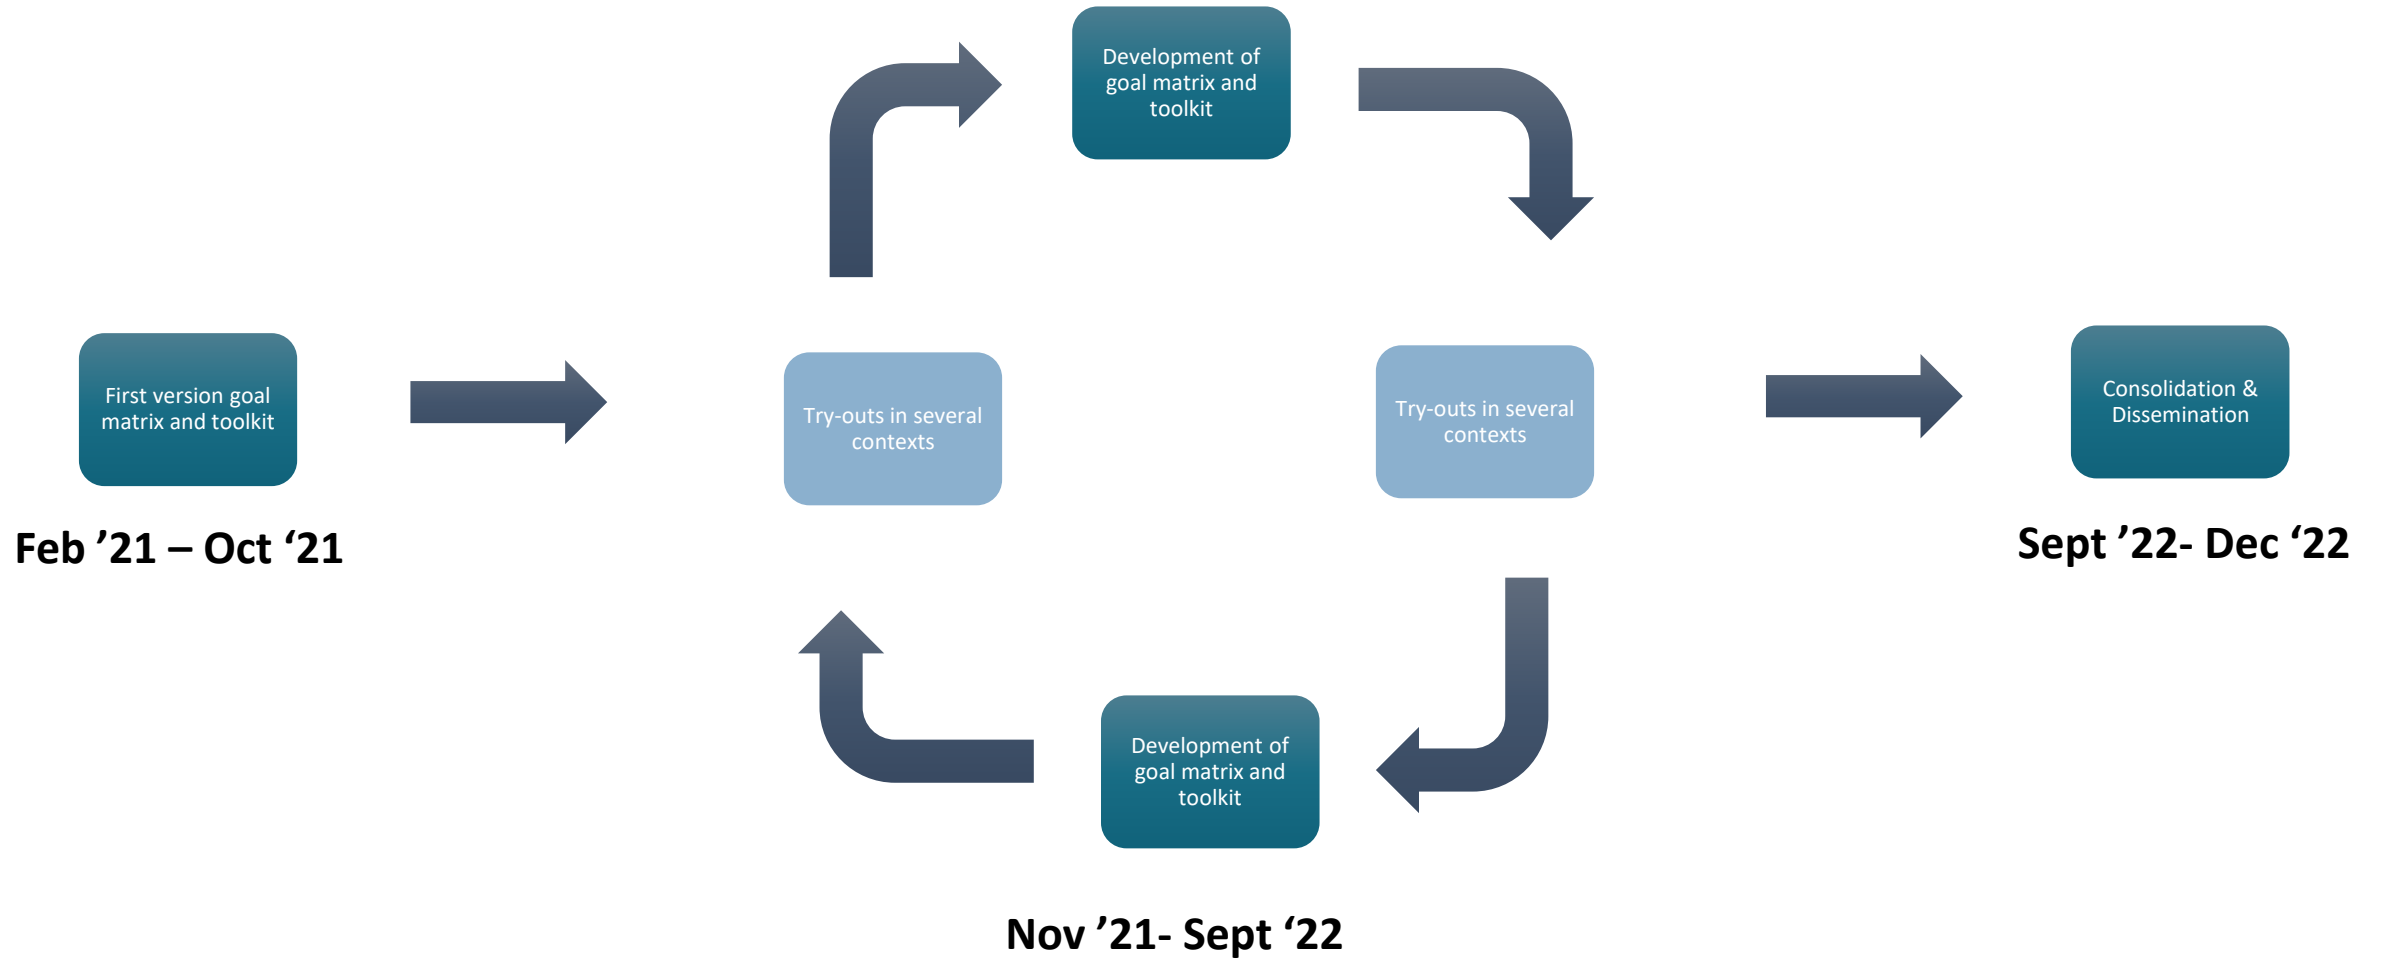 Development of
goal matrix and
toolkit
First version goal
matrix and toolkit
Try-outs in several
contexts
Try-outs in several
contexts
Consolidation &
Dissemination
Feb ’21 – Oct ‘21
Sept ’22- Dec ‘22
Development of
goal matrix and
toolkit
Nov ’21- Sept ‘22